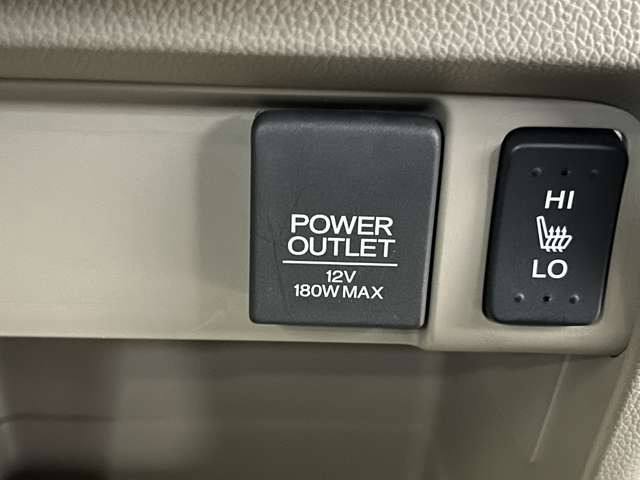 POWER
OUTLET
12V
180W MAX
HI
LO